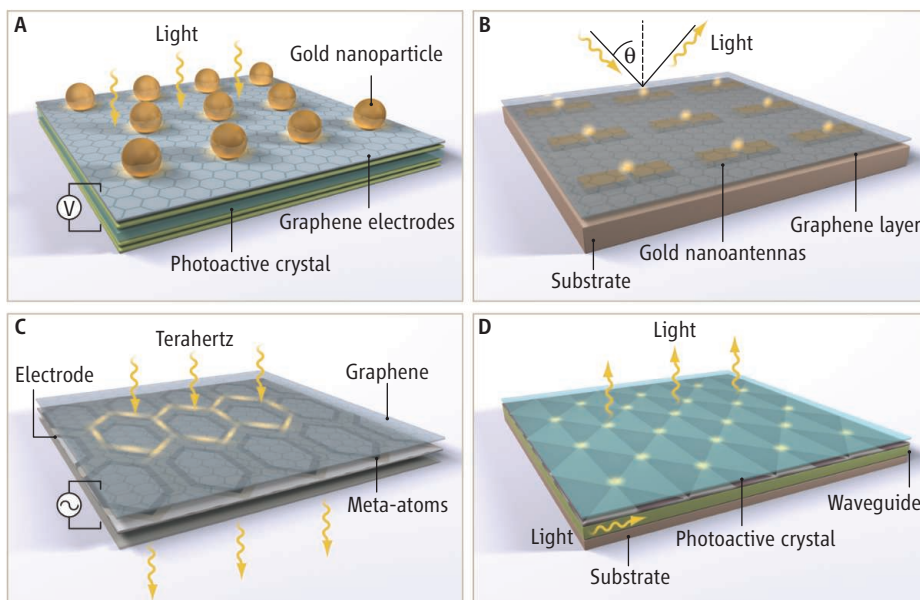 A
Light
Gold nanoparticle
V
Graphene electrodes
Photoactive crystal
B
θ
Light
Graphene layer
Gold nanoantennas
Substrate
C
Terahertz
Electrode
Graphene
Meta-atoms
D
Light
Waveguide
Light
Photoactive crystal
Substrate